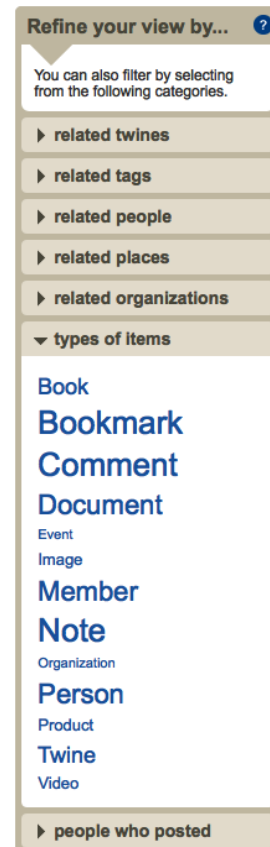 Refine your view by... ?
You can also filter by selecting
from the following categories.
related twines
related tags
related people
related places
related organizations
types of items
Book
Bookmark
Comment
Document
Event
Image
Member
Note
Organization
Person
Product
Twine
Video
people who posted